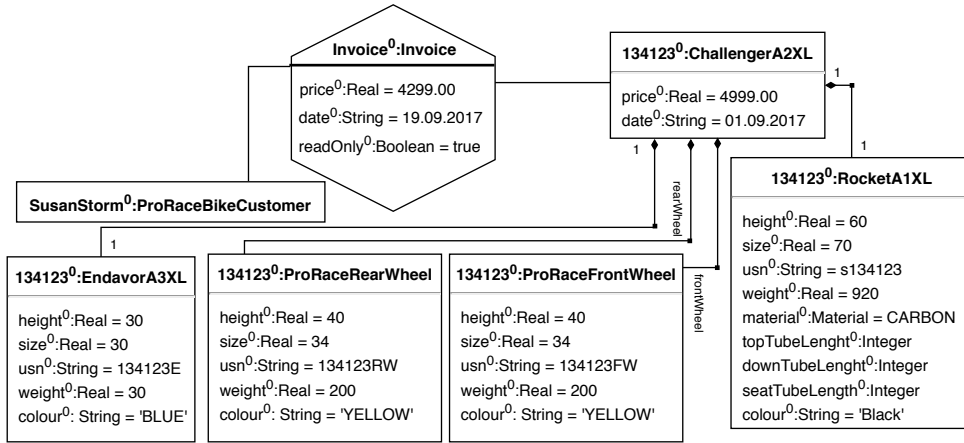 Invoice⁰:Invoice
price⁰:Real = 4299.00
date⁰:String = 19.09.2017
readOnly⁰:Boolean = true
134123⁰:ChallengerA2XL
price⁰:Real = 4999.00
date⁰:String = 01.09.2017
1
1
1
rearWheel
frontWheel
SusanStorm⁰:ProRaceBikeCustomer
1
134123⁰:EndavorA3XL
height⁰:Real = 30
size⁰:Real = 30
usn⁰:String = 134123E
weight⁰:Real = 30
colour⁰: String = 'BLUE'
134123⁰:ProRaceRearWheel
height⁰:Real = 40
size⁰:Real = 34
usn⁰:String = 134123RW
weight⁰:Real = 200
colour⁰: String = 'YELLOW'
134123⁰:ProRaceFrontWheel
height⁰:Real = 40
size⁰:Real = 34
usn⁰:String = 134123FW
weight⁰:Real = 200
colour⁰: String = 'YELLOW'
134123⁰:RocketA1XL
height⁰:Real = 60
size⁰:Real = 70
usn⁰:String = s134123
weight⁰:Real = 920
material⁰:Material = CARBON
topTubeLenght⁰:Integer
downTubeLenght⁰:Integer
seatTubeLength⁰:Integer
colour⁰:String = 'Black'